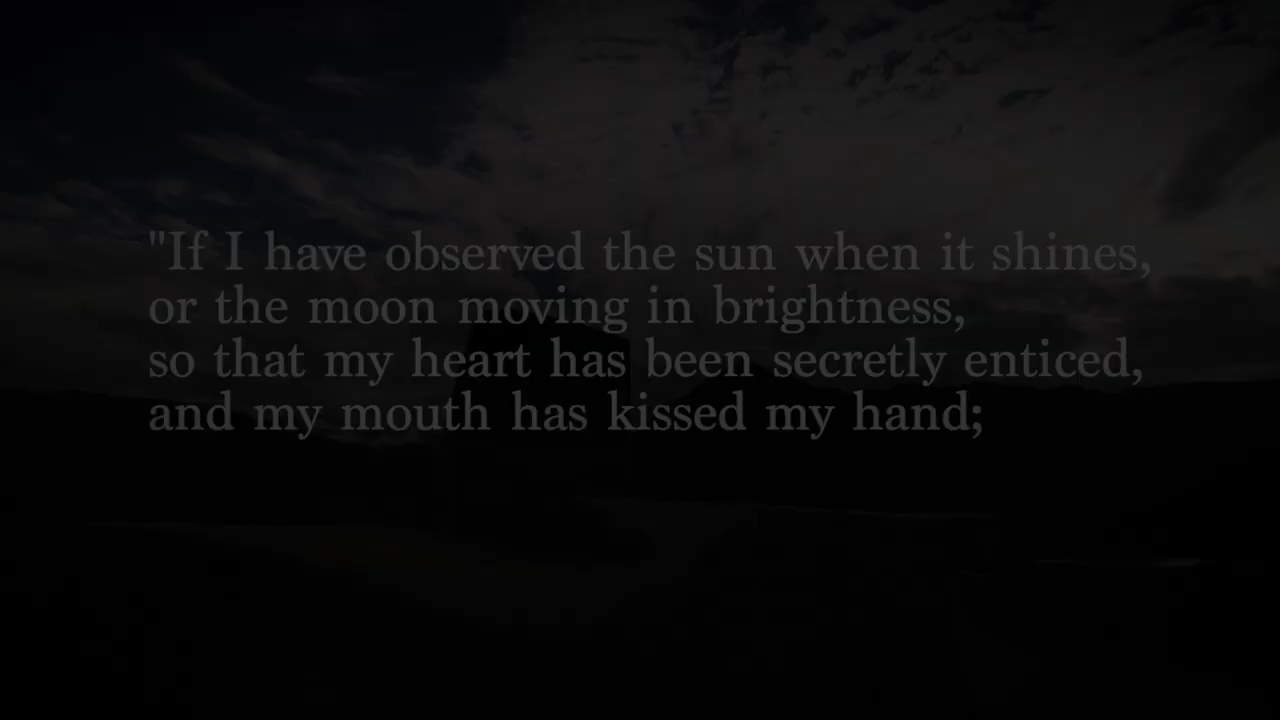 "If I have observed the sun when it shines,
or the moon moving in brightness,
so that my heart has been secretly enticed,
and my mouth has kissed my hand;